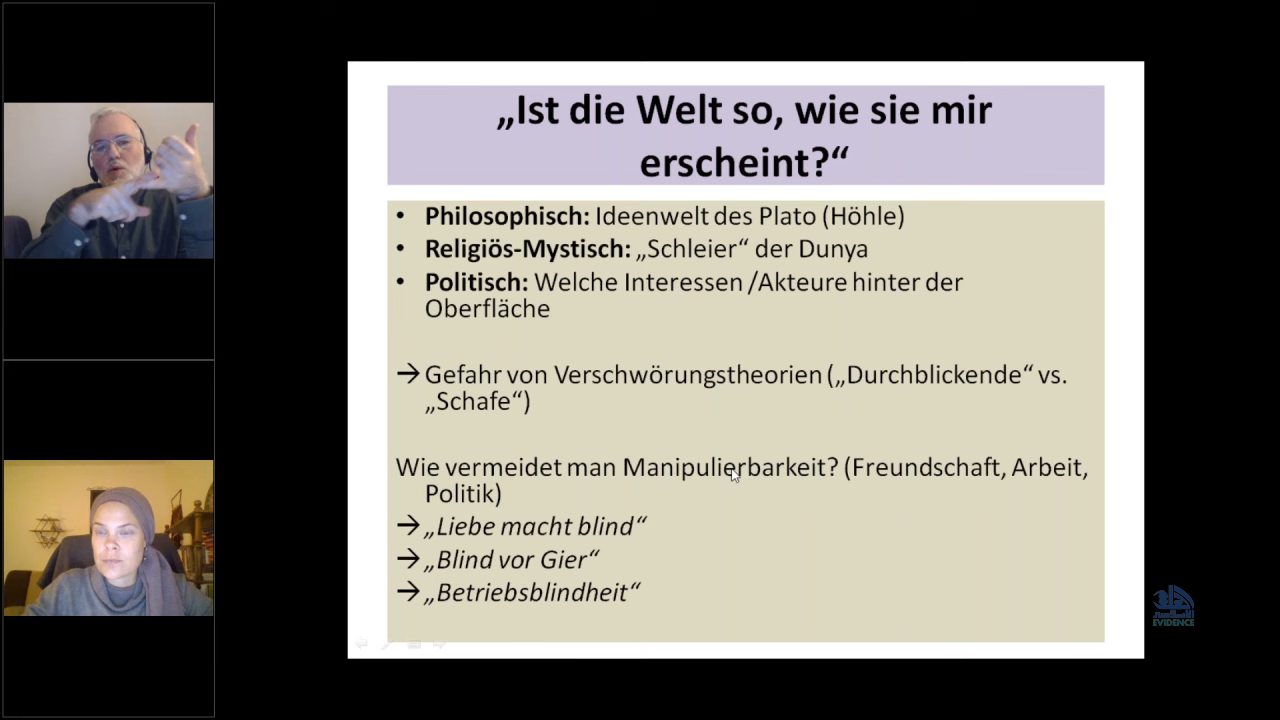 „Ist die Welt so, wie sie mir
erscheint?“
• Philosophisch: Ideenwelt des Plato (Höhle)
• Religiös-Mystisch: „Schleier“ der Dunya
• Politisch: Welche Interessen /Akteure hinter der
Oberfläche
→ Gefahr von Verschwörungstheorien („Durchblickende“ vs.
„Schafe“)
Wie vermeidet man Manipulierbarkeit? (Freundschaft, Arbeit,
Politik)
→ „Liebe macht blind“
→ „Blind vor Gier“
→ „Betriebsblindheit“
EVIDENCE